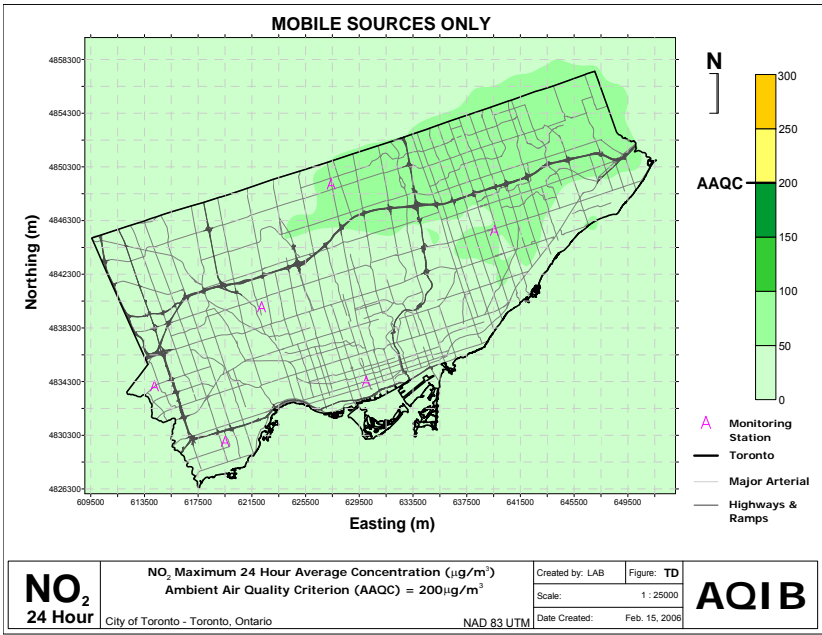 MOBILE SOURCES ONLY
N
4858300
4854300
4850300
4846300
4842300
4838300
4834300
4830300
4826300
Northing (m)
609500 613500 617500 621500 625500 629500 633500 637500 641500 645500 649500
Easting (m)
A
A
A
A
A
A
300
250
AAQC 200
150
100
50
0
A Monitoring
Station
Toronto
Major Arterial
Highways &
Ramps
NO2
24 Hour
NO2 Maximum 24 Hour Average Concentration (µg/m³)
Ambient Air Quality Criterion (AAQC) = 200µg/m³
City of Toronto - Toronto, Ontario NAD 83 UTM
Created by: LAB Figure: TD
Scale: 1 : 25000
Date Created: Feb. 15, 2006
AQIB